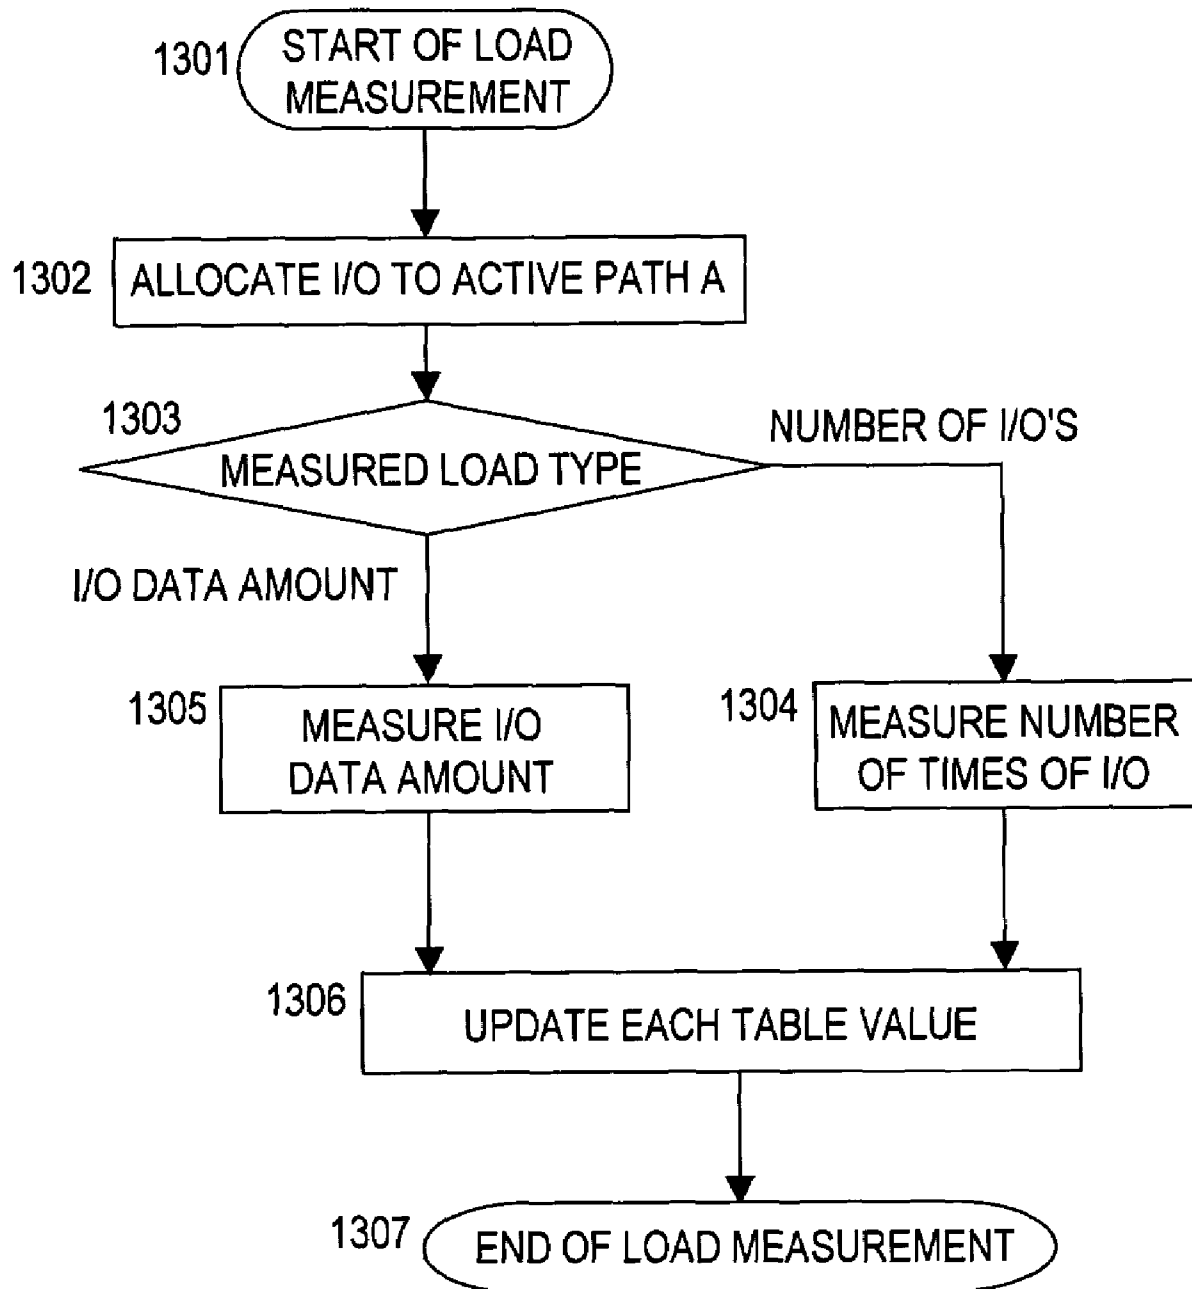 1301
START OF LOAD
MEASUREMENT
1302
ALLOCATE I/O TO ACTIVE PATH A
1303
MEASURED LOAD TYPE
NUMBER OF I/O'S
I/O DATA AMOUNT
1305
MEASURE I/O
DATA AMOUNT
1304
MEASURE NUMBER
OF TIMES OF I/O
1306
UPDATE EACH TABLE VALUE
1307
END OF LOAD MEASUREMENT